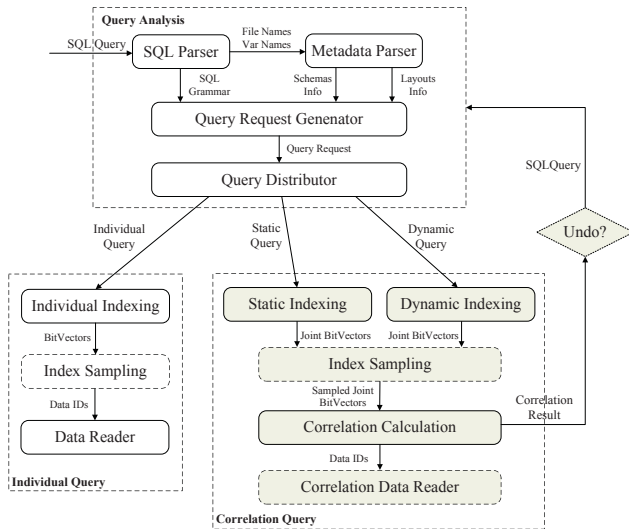 Query Analysis
SQL Query
SQL Parser
File Names
Var Names
Metadata Parser
SQL
Grammar
Schemas
Info
Layouts
Info
Query Request Genenator
Query Request
Query Distributor
SQLQuery
Individual
Query
Static
Query
Dynamic
Query
Undo?
Individual Indexing
Static Indexing
Dynamic Indexing
BitVectors
Joint BitVectors
Joint BitVectors
Index Sampling
Index Sampling
Data IDs
Sampled Joint
BitVectors
Correlation
Result
Data Reader
Correlation Calculation
Data IDs
Correlation Data Reader
Individual Query
Correlation Query